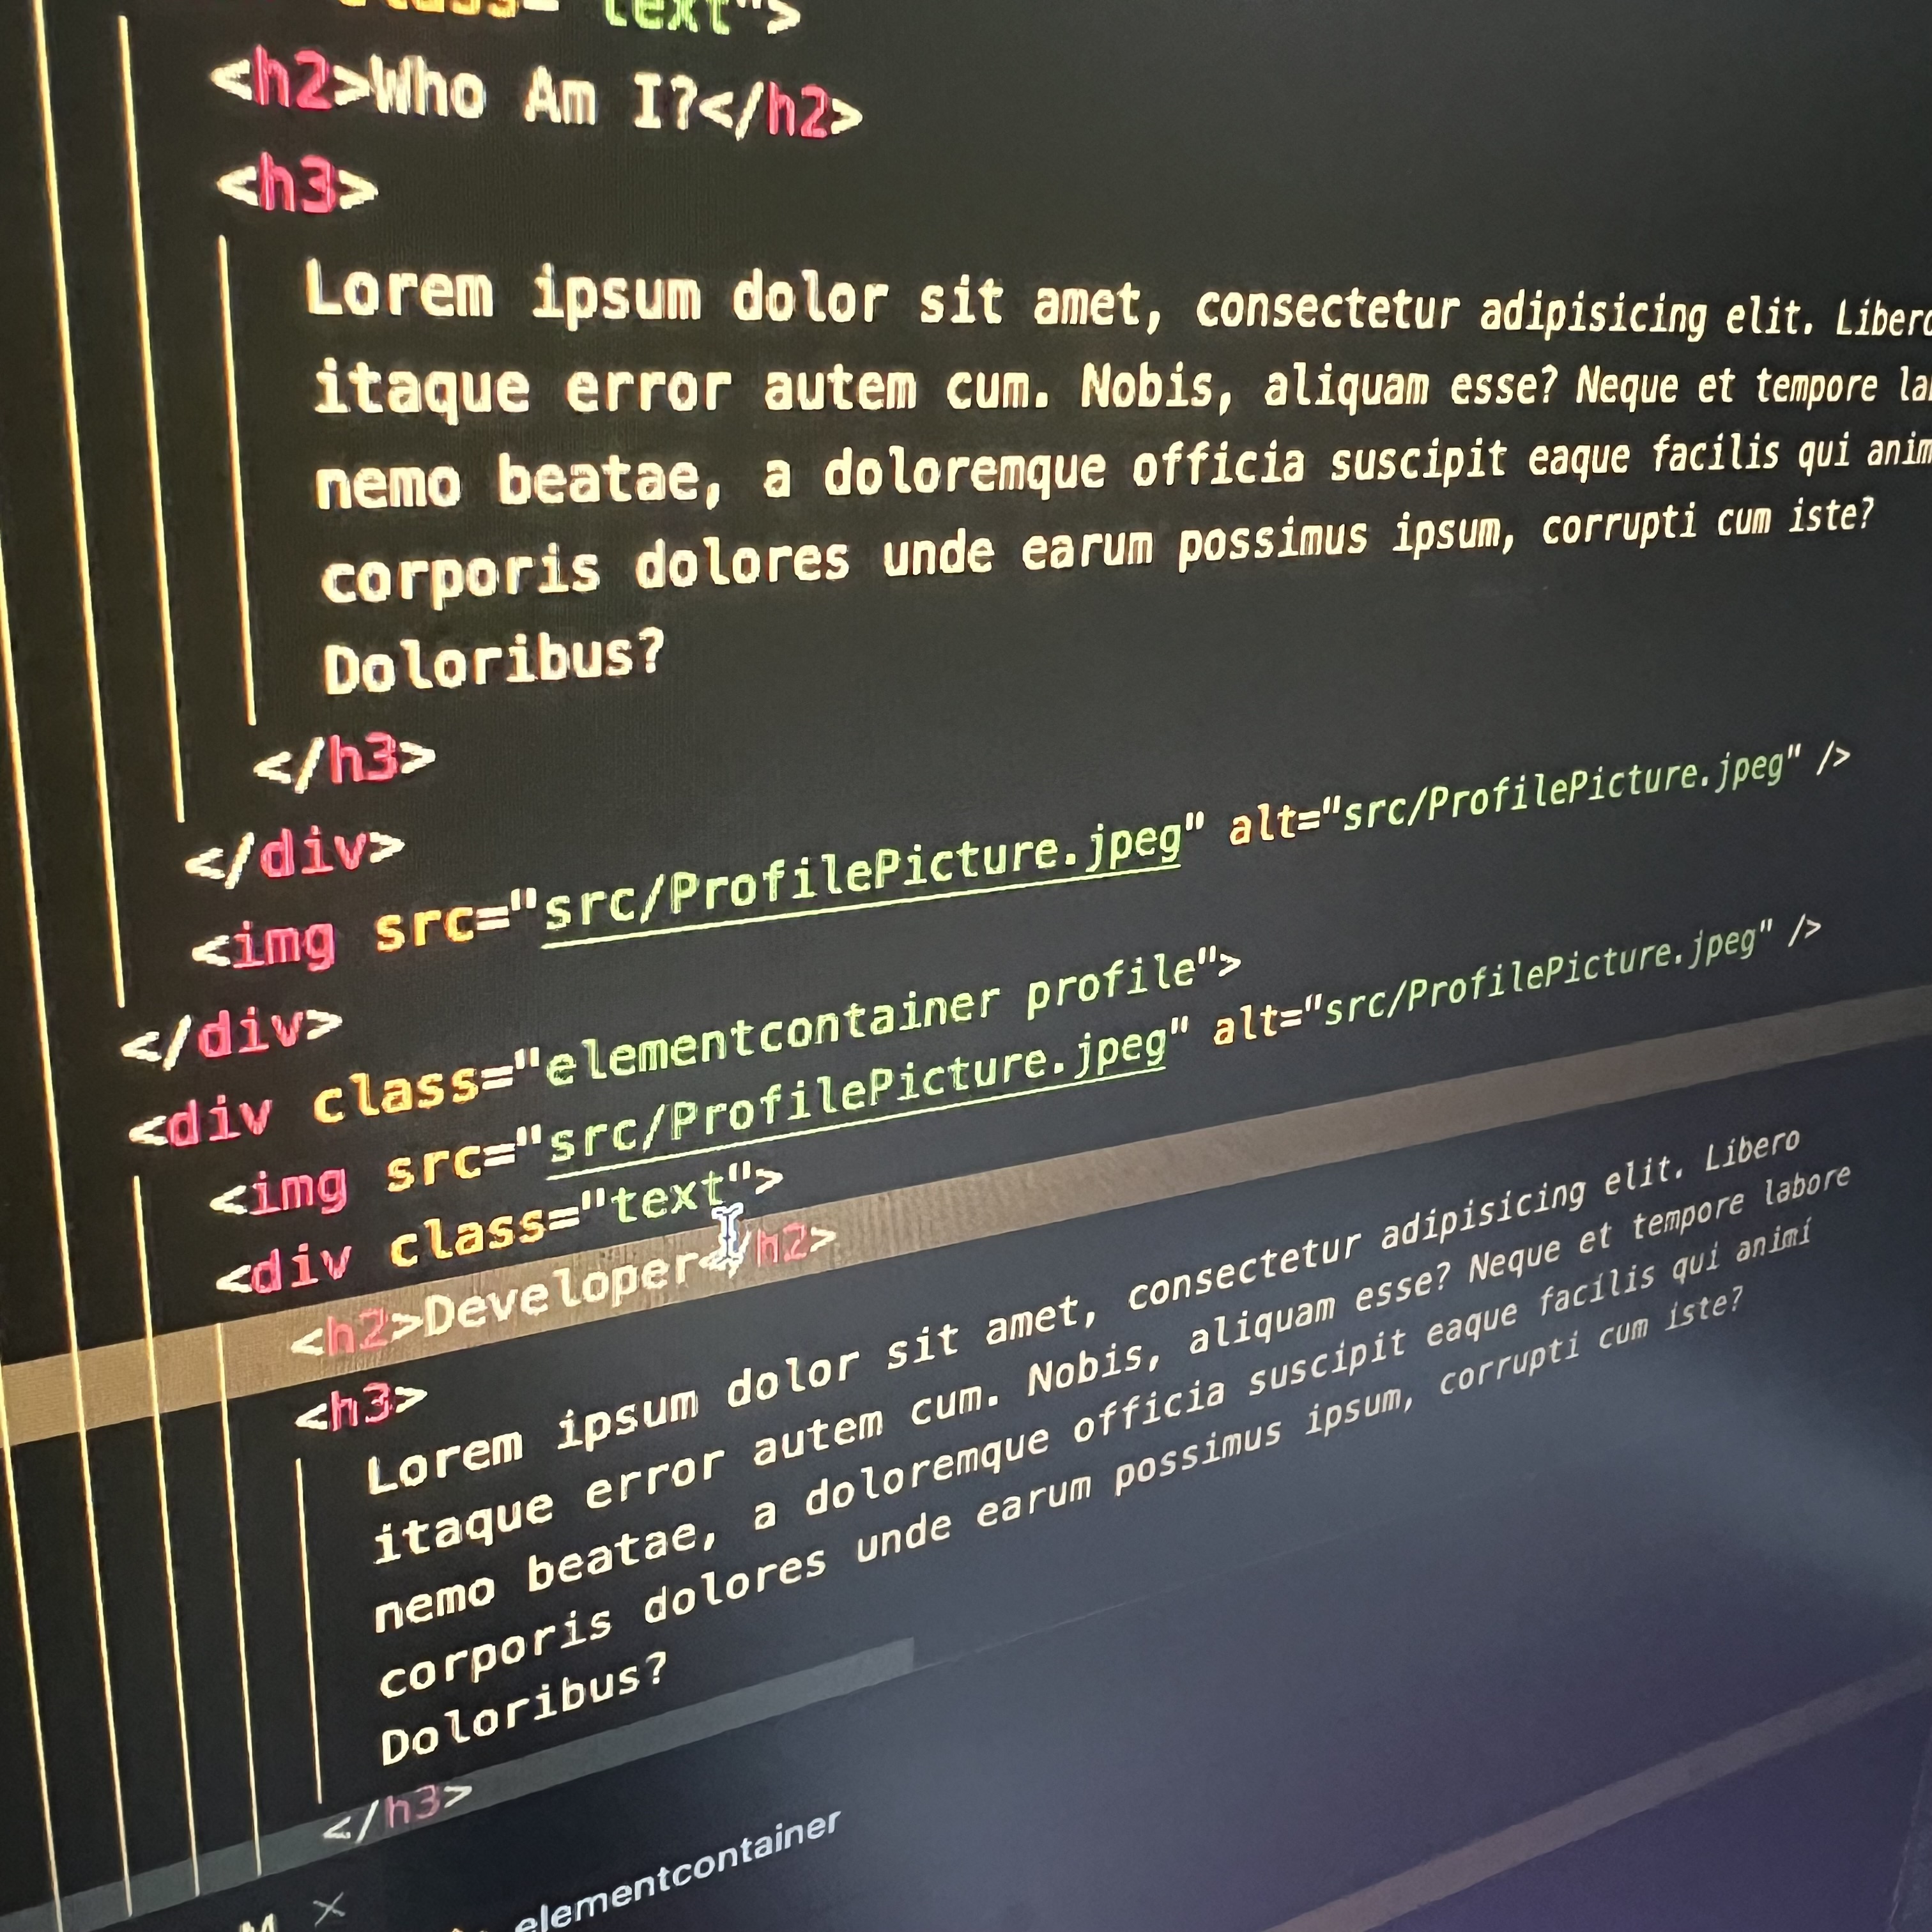 class="text">
<h2>Who Am I?</h2>
<h3>
Lorem ipsum dolor sit amet, consectetur adipisicing elit. Libero
itaque error autem cum. Nobis, aliquam esse? Neque et tempore
nemo beatae, a doloremque officia suscipit eaque facilis qui
corporis dolores unde earum possimus ipsum, corrupti cum iste?
Doloribus?
</h3>
</div>
<img src="src/ProfilePicture.jpeg" alt="src/ProfilePicture.jpeg" />
</div>
<div class="elementcontainer profile">
<img src="src/ProfilePicture.jpeg" alt="src/ProfilePicture.jpeg" />
<div class="text">
<h2>Developer</h2>
<h3>
Lorem ipsum dolor sit amet, consectetur adipisicing elit. Libero
itaque error autem cum. Nobis, aliquam esse? Neque et tempore labore
nemo beatae, a doloremque officia suscipit eaque facilis qui animi
corporis dolores unde earum possimus ipsum, corrupti cum iste?
Doloribus?
</h3>
M × elementcontainer